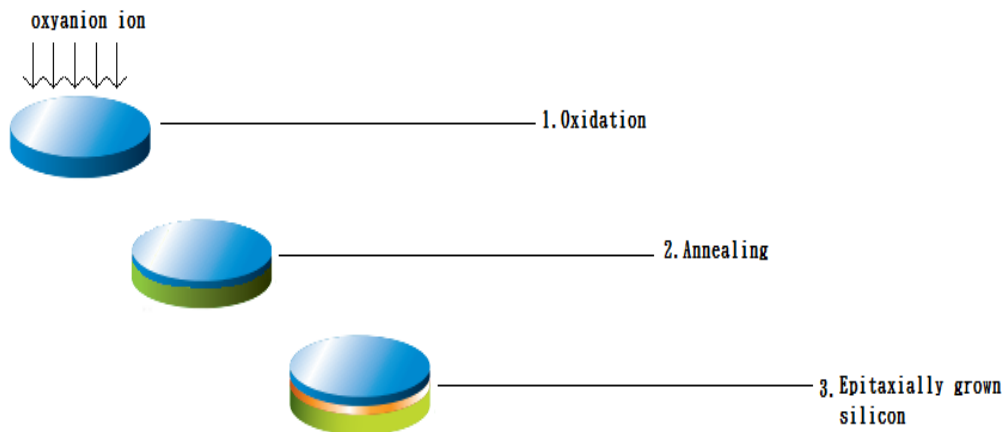 oxyanion ion
1.Oxidation
2.Annealing
3.Epitaxially grown
silicon